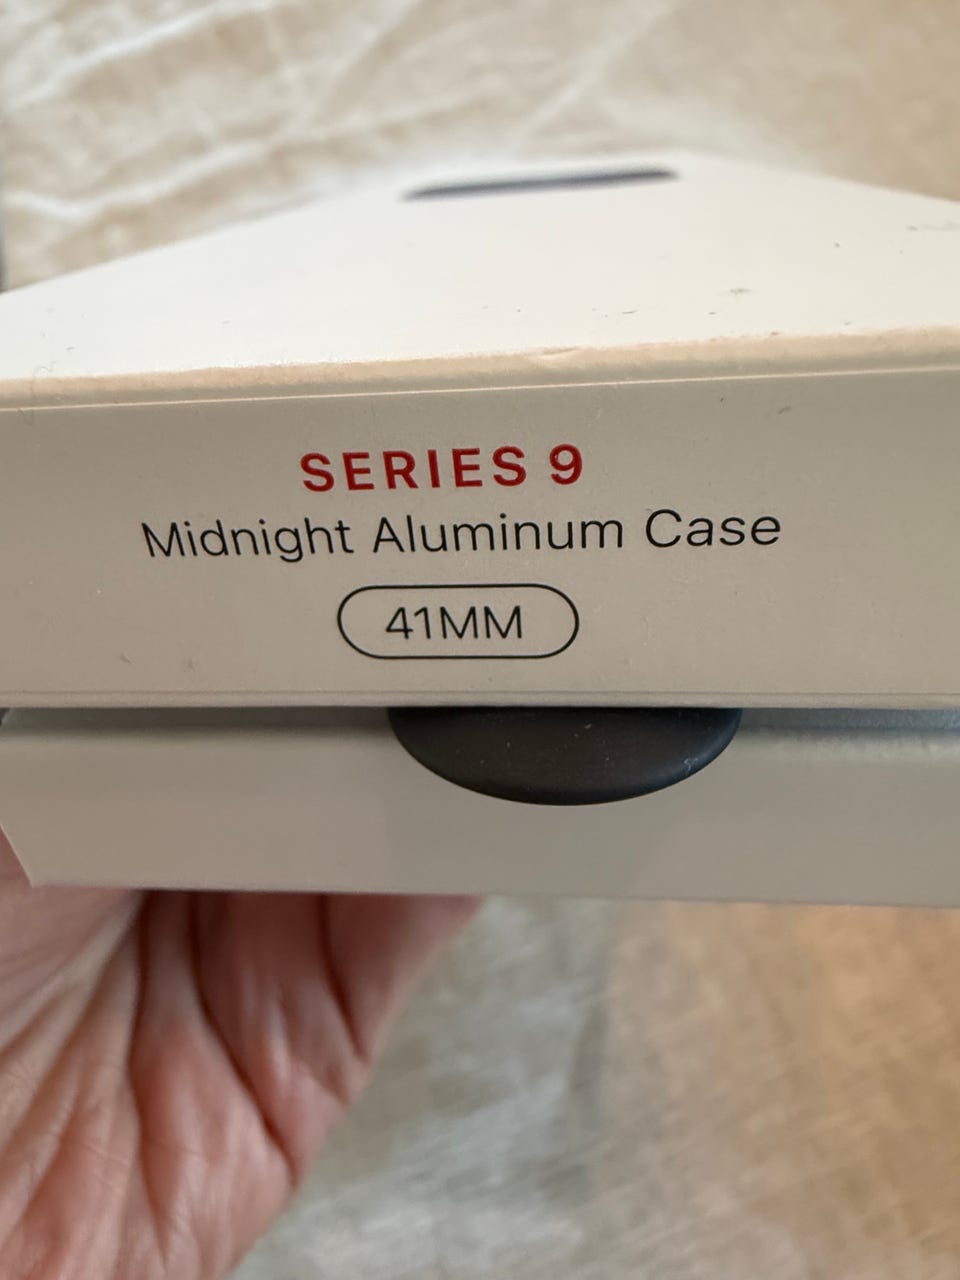 SERIES 9
Midnight Aluminum Case
41MM